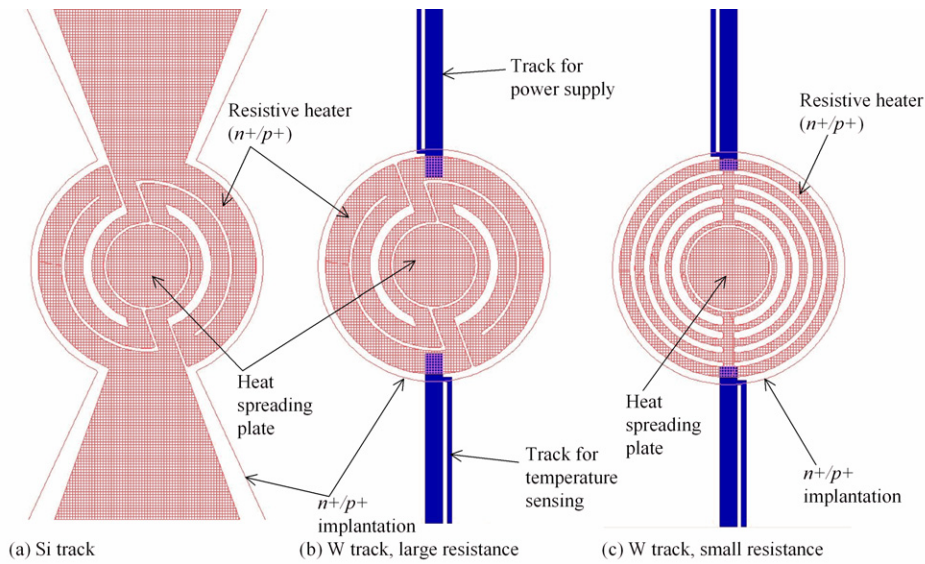 Track for
power supply
Resistive heater
(n+/p+)
Resistive heater
(n+/p+)
Heat
spreading
plate
Heat
spreading
plate
Track for
temperature
sensing
n+/p+
implantation
n+/p+
implantation
(a) Si track
(b) W track, large resistance
(c) W track, small resistance